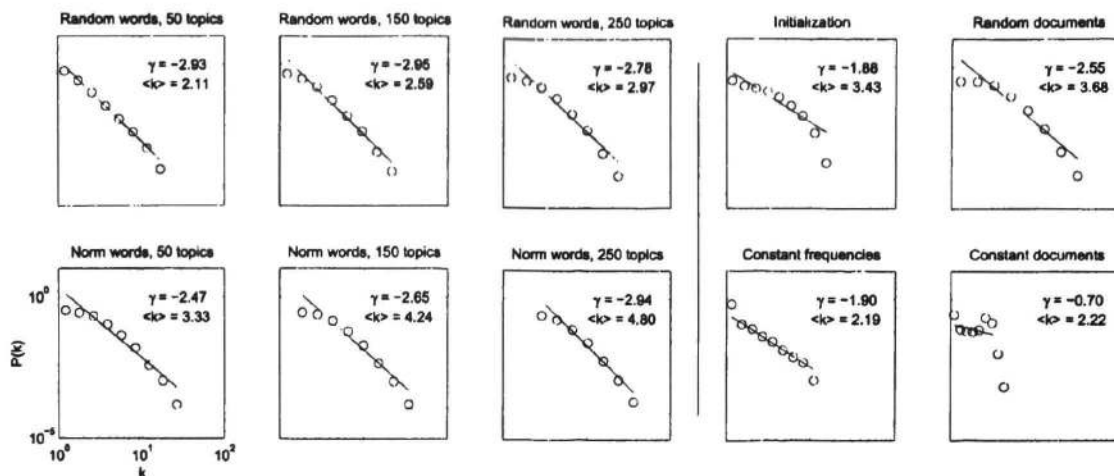 Random words, 50 topics
γ = −2.93
<k> = 2.11
Random words, 150 topics
γ = −2.95
<k> = 2.59
Random words, 250 topics
γ = −2.78
<k> = 2.97
Initialization
γ = −1.88
<k> = 3.43
Random documents
γ = −2.55
<k> = 3.68
Norm words, 50 topics
γ = −2.47
<k> = 3.33
Norm words, 150 topics
γ = −2.65
<k> = 4.24
Norm words, 250 topics
γ = −2.94
<k> = 4.80
Constant frequencies
γ = −1.90
<k> = 2.19
Constant documents
γ = −0.70
<k> = 2.22
P(k)
10⁰
10⁻⁵
10⁰ 10¹ 10²
k